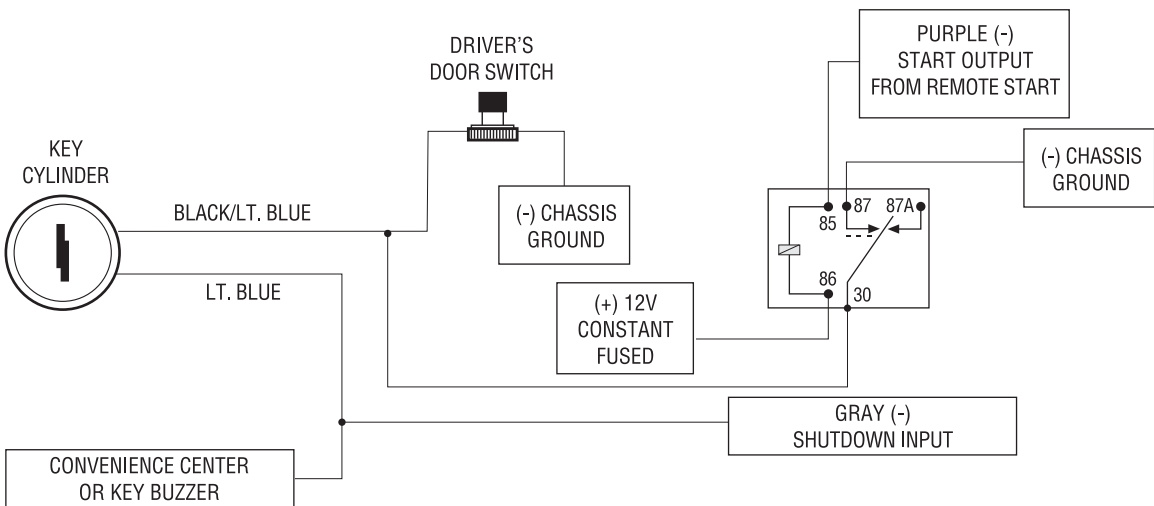 PURPLE (-)
START OUTPUT
FROM REMOTE START
DRIVER'S
DOOR SWITCH
KEY
CYLINDER
(-) CHASSIS
GROUND
BLACK/LT. BLUE
(-) CHASSIS
GROUND
87
87A
85
LT. BLUE
86
30
(+) 12V
CONSTANT
FUSED
GRAY (-)
SHUTDOWN INPUT
CONVENIENCE CENTER
OR KEY BUZZER